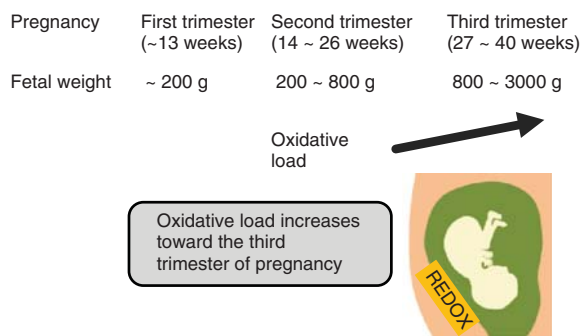 Pregnancy First trimester Second trimester Third trimester
(~13 weeks) (14 ~ 26 weeks) (27 ~ 40 weeks)
Fetal weight ~ 200 g 200 ~ 800 g 800 ~ 3000 g
Oxidative
load
Oxidative load increases
toward the third
trimester of pregnancy
REDOX